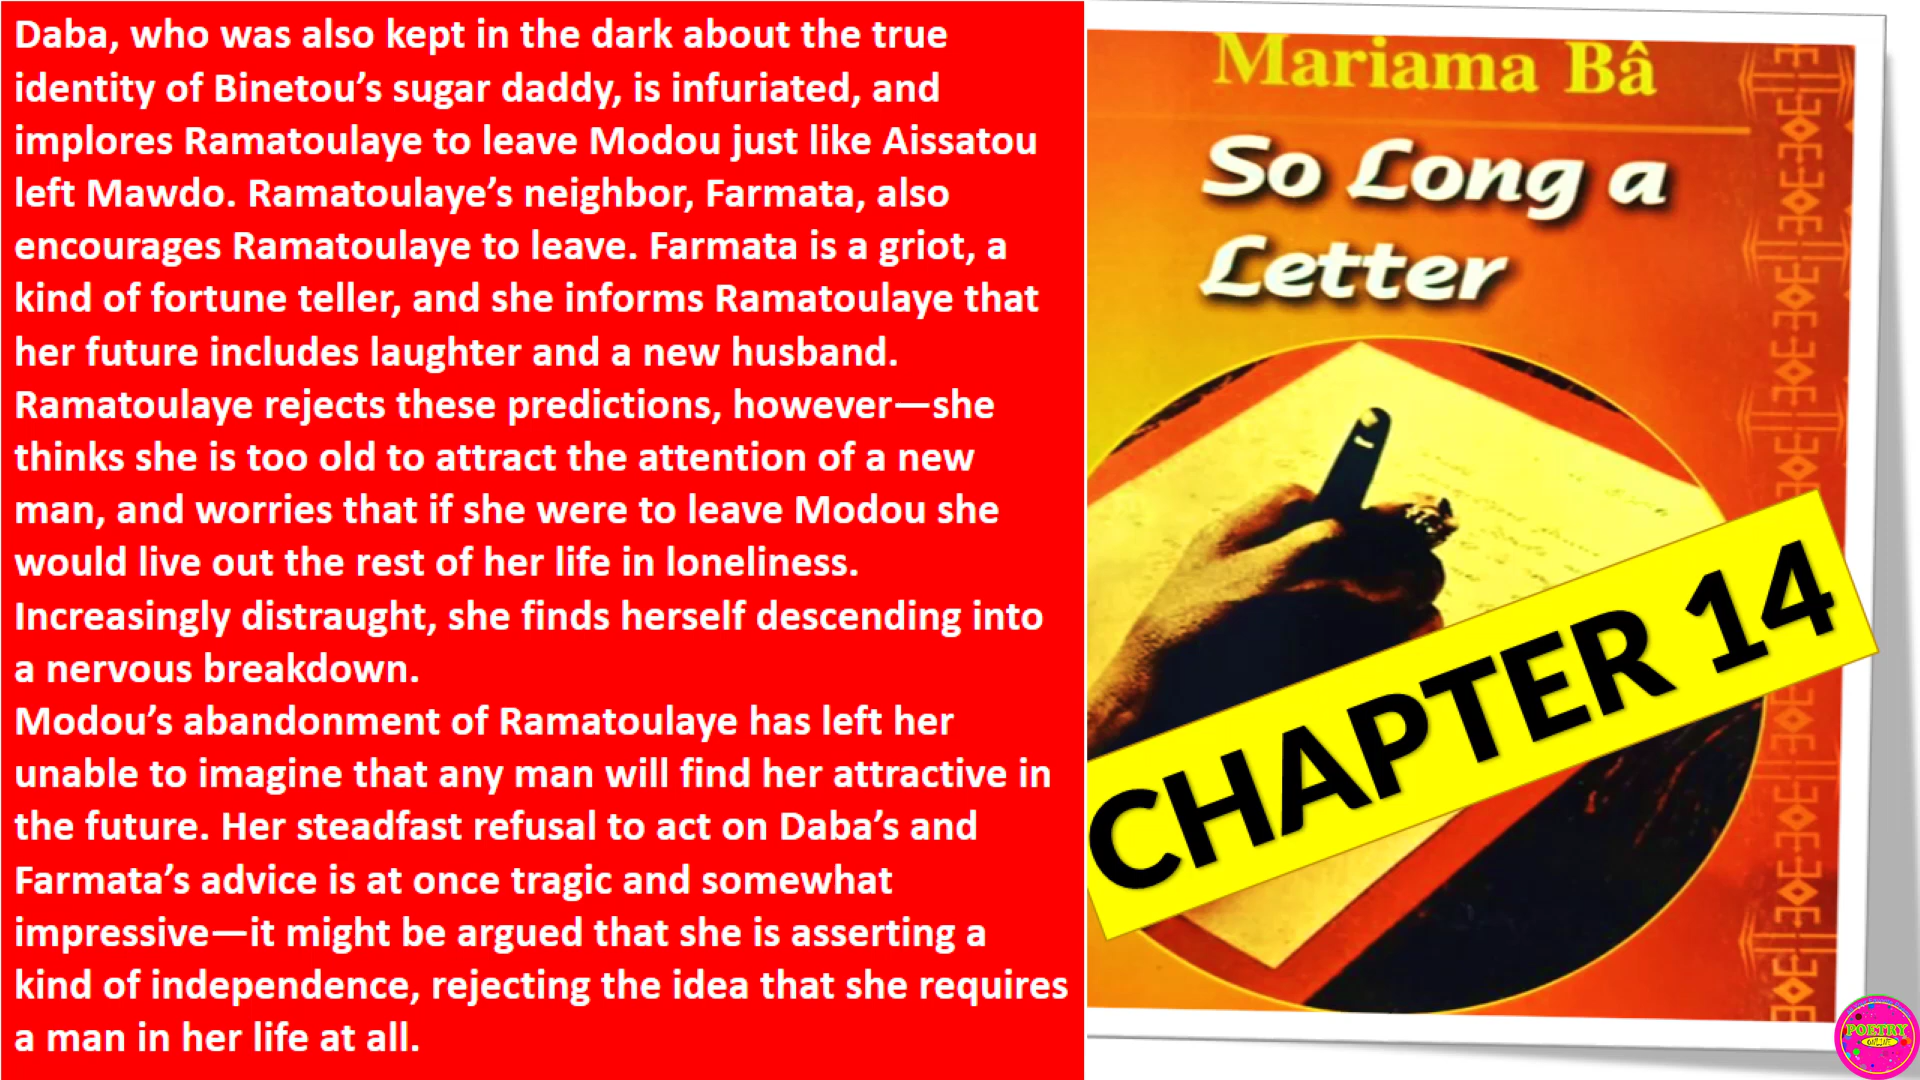 Daba, who was also kept in the dark about the true
identity of Binetou’s sugar daddy, is infuriated, and
implores Ramatoulaye to leave Modou just like Aissatou
left Mawdo. Ramatoulaye’s neighbor, Farmata, also
encourages Ramatoulaye to leave. Farmata is a griot, a
kind of fortune teller, and she informs Ramatoulaye that
her future includes laughter and a new husband.
Ramatoulaye rejects these predictions, however—she
thinks she is too old to attract the attention of a new
man, and worries that if she were to leave Modou she
would live out the rest of her life in loneliness.
Increasingly distraught, she finds herself descending into
a nervous breakdown.
Modou’s abandonment of Ramatoulaye has left her
unable to imagine that any man will find her attractive in
the future. Her steadfast refusal to act on Daba’s and
Farmata’s advice is at once tragic and somewhat
impressive—it might be argued that she is asserting a
kind of independence, rejecting the idea that she requires
a man in her life at all.
Mariama Bâ
So Long a
Letter
CHAPTER 14
POETRY
ONLINE